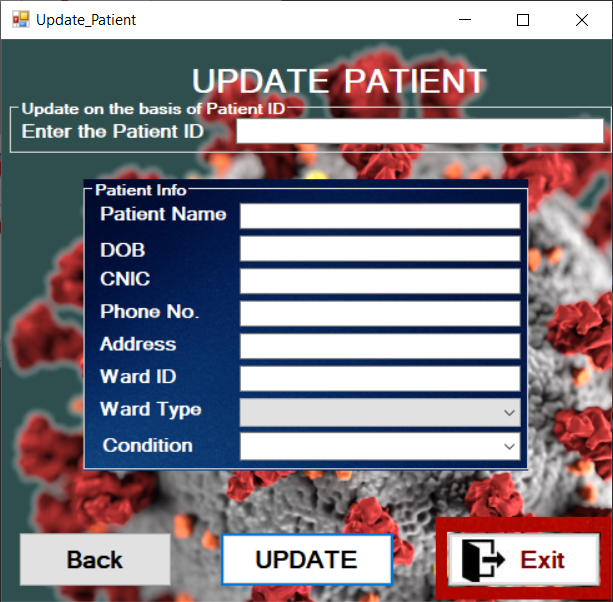 Update_Patient
UPDATE PATIENT
Update on the basis of Patient ID
Enter the Patient ID
Patient Info
Patient Name
DOB
CNIC
Phone No.
Address
Ward ID
Ward Type
Condition
Back
UPDATE
Exit